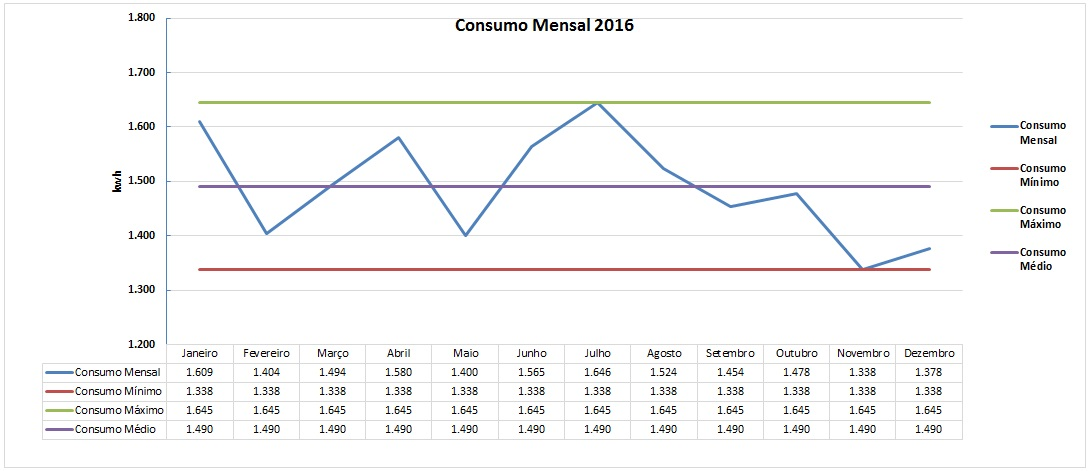 Consumo Mensal 2016
1.800
1.700
1.600
1.500
1.400
1.300
1.200
kwh
Consumo
Mensal
Consumo
Mínimo
Consumo
Máximo
Consumo
Médio
Janeiro Fevereiro Março Abril Maio Junho Julho Agosto Setembro Outubro Novembro Dezembro
Consumo Mensal 1.609 1.404 1.494 1.580 1.400 1.565 1.646 1.524 1.454 1.478 1.338 1.378
Consumo Mínimo 1.338 1.338 1.338 1.338 1.338 1.338 1.338 1.338 1.338 1.338 1.338 1.338
Consumo Máximo 1.645 1.645 1.645 1.645 1.645 1.645 1.645 1.645 1.645 1.645 1.645 1.645
Consumo Médio 1.490 1.490 1.490 1.490 1.490 1.490 1.490 1.490 1.490 1.490 1.490 1.490